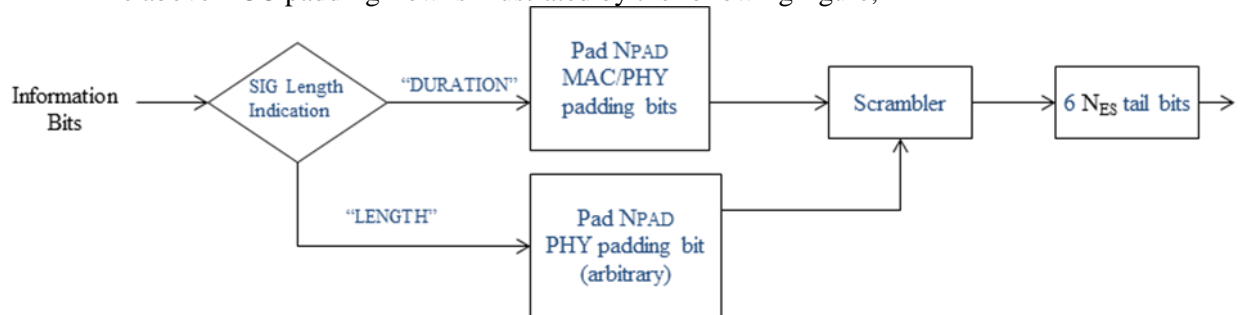 Information
Bits
SIG Length
Indication
“DURATION”
Pad NPAD
MAC/PHY
padding bits
Scrambler
6 NES tail bits
“LENGTH”
Pad NPAD
PHY padding bit
(arbitrary)